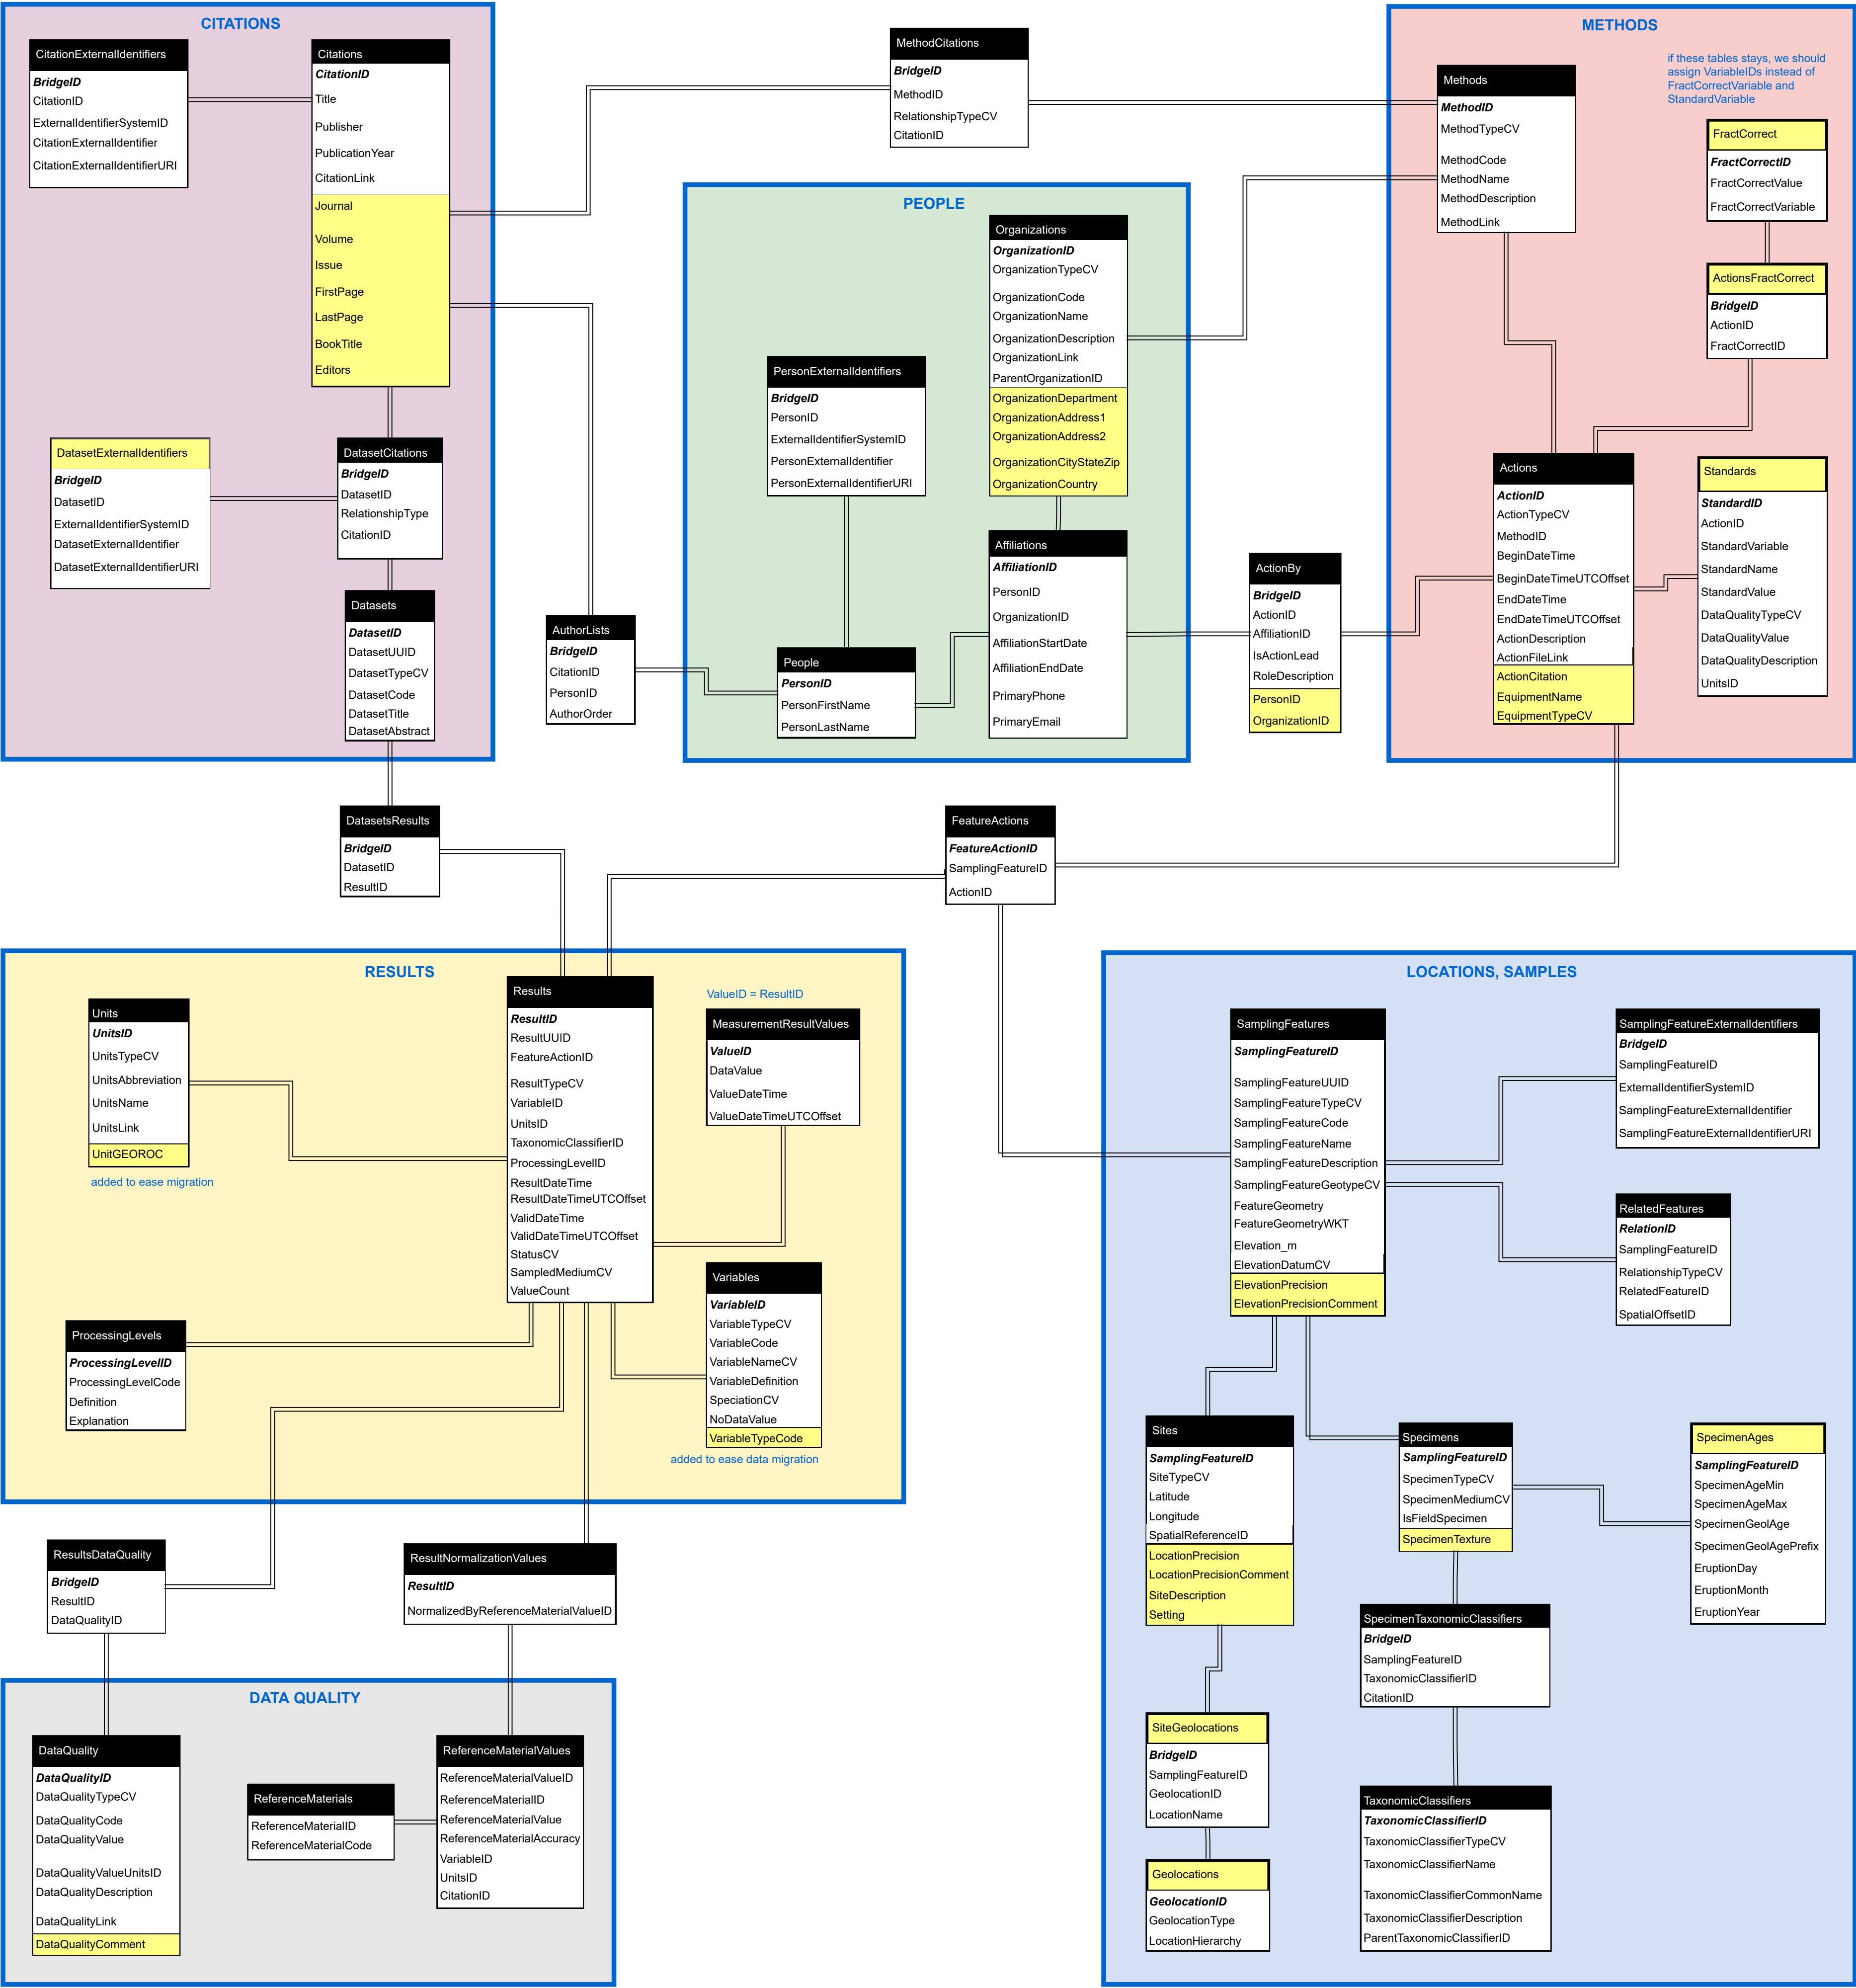 CITATIONS
CitationExternalIdentifiers
BridgeID
CitationID
ExternalIdentifierSystemID
CitationExternalIdentifier
CitationExternalIdentifierURI
Citations
CitationID
Title
Publisher
PublicationYear
CitationLink
Journal
Volume
Issue
FirstPage
LastPage
BookTitle
Editors
DatasetExternalIdentifiers
BridgeID
DatasetID
ExternalIdentifierSystemID
DatasetExternalIdentifier
DatasetExternalIdentifierURI
DatasetCitations
BridgeID
DatasetID
RelationshipType
CitationID
Datasets
DatasetID
DatasetUUID
DatasetTypeCV
DatasetCode
DatasetTitle
DatasetAbstract
MethodCitations
BridgeID
MethodID
RelationshipTypeCV
CitationID
AuthorLists
BridgeID
CitationID
PersonID
AuthorOrder
PEOPLE
Organizations
OrganizationID
OrganizationTypeCV
OrganizationCode
OrganizationName
OrganizationDescription
OrganizationLink
ParentOrganizationID
OrganizationDepartment
OrganizationAddress1
OrganizationAddress2
OrganizationCityStateZip
OrganizationCountry
PersonExternalIdentifiers
BridgeID
PersonID
ExternalIdentifierSystemID
PersonExternalIdentifier
PersonExternalIdentifierURI
Affiliations
AffiliationID
PersonID
OrganizationID
AffiliationStartDate
AffiliationEndDate
PrimaryPhone
PrimaryEmail
People
PersonID
PersonFirstName
PersonLastName
ActionBy
BridgeID
ActionID
AffiliationID
IsActionLead
RoleDescription
PersonID
OrganizationID
METHODS
if these tables stays, we should
assign VariableIDs instead of
FractCorrectVariable and
StandardVariable
Methods
MethodID
MethodTypeCV
MethodCode
MethodName
MethodDescription
MethodLink
FractCorrect
FractCorrectID
FractCorrectValue
FractCorrectVariable
ActionsFractCorrect
BridgeID
ActionID
FractCorrectID
Actions
ActionID
ActionTypeCV
MethodID
BeginDateTime
BeginDateTimeUTCOffset
EndDateTime
EndDateTimeUTCOffset
ActionDescription
ActionFileLink
ActionCitation
EquipmentName
EquipmentTypeCV
Standards
StandardID
ActionID
StandardVariable
StandardName
StandardValue
DataQualityTypeCV
DataQualityValue
DataQualityDescription
UnitsID
DatasetsResults
BridgeID
DatasetID
ResultID
FeatureActions
FeatureActionID
SamplingFeatureID
ActionID
RESULTS
Units
UnitsID
UnitsTypeCV
UnitsAbbreviation
UnitsName
UnitsLink
UnitGEOROC
added to ease migration
Results
ResultID
ResultUUID
FeatureActionID
ResultTypeCV
VariableID
UnitsID
TaxonomicClassifierID
ProcessingLevelID
ResultDateTime
ResultDateTimeUTCOffset
ValidDateTime
ValidDateTimeUTCOffset
StatusCV
SampledMediumCV
ValueCount
ValueID = ResultID
MeasurementResultValues
ValueID
DataValue
ValueDateTime
ValueDateTimeUTCOffset
Variables
VariableID
VariableTypeCV
VariableCode
VariableNameCV
VariableDefinition
SpeciationCV
NoDataValue
VariableTypeCode
added to ease data migration
ProcessingLevels
ProcessingLevelID
ProcessingLevelCode
Definition
Explanation
ResultsDataQuality
BridgeID
ResultID
DataQualityID
ResultNormalizationValues
ResultID
NormalizedByReferenceMaterialValueID
DATA QUALITY
DataQuality
DataQualityID
DataQualityTypeCV
DataQualityCode
DataQualityValue
DataQualityValueUnitsID
DataQualityDescription
DataQualityLink
DataQualityComment
ReferenceMaterials
ReferenceMaterialID
ReferenceMaterialCode
ReferenceMaterialValues
ReferenceMaterialValueID
ReferenceMaterialID
ReferenceMaterialValue
ReferenceMaterialAccuracy
VariableID
UnitsID
CitationID
LOCATIONS, SAMPLES
SamplingFeatures
SamplingFeatureID
SamplingFeatureUUID
SamplingFeatureTypeCV
SamplingFeatureCode
SamplingFeatureName
SamplingFeatureDescription
SamplingFeatureGeotypeCV
FeatureGeometry
FeatureGeometryWKT
Elevation_m
ElevationDatumCV
ElevationPrecision
ElevationPrecisionComment
SamplingFeatureExternalIdentifiers
BridgeID
SamplingFeatureID
ExternalIdentifierSystemID
SamplingFeatureExternalIdentifier
SamplingFeatureExternalIdentifierURI
RelatedFeatures
RelationID
SamplingFeatureID
RelationshipTypeCV
RelatedFeatureID
SpatialOffsetID
Sites
SamplingFeatureID
SiteTypeCV
Latitude
Longitude
SpatialReferenceID
LocationPrecision
LocationPrecisionComment
SiteDescription
Setting
Specimens
SamplingFeatureID
SpecimenTypeCV
SpecimenMediumCV
IsFieldSpecimen
SpecimenTexture
SpecimenAges
SamplingFeatureID
SpecimenAgeMin
SpecimenAgeMax
SpecimenGeolAge
SpecimenGeolAgePrefix
EruptionDay
EruptionMonth
EruptionYear
SpecimenTaxonomicClassifiers
BridgeID
SamplingFeatureID
TaxonomicClassifierID
CitationID
SiteGeolocations
BridgeID
SamplingFeatureID
GeolocationID
LocationName
Geolocations
GeolocationID
GeolocationType
LocationHierarchy
TaxonomicClassifiers
TaxonomicClassifierID
TaxonomicClassifierTypeCV
TaxonomicClassifierName
TaxonomicClassifierCommonName
TaxonomicClassifierDescription
ParentTaxonomicClassifierID